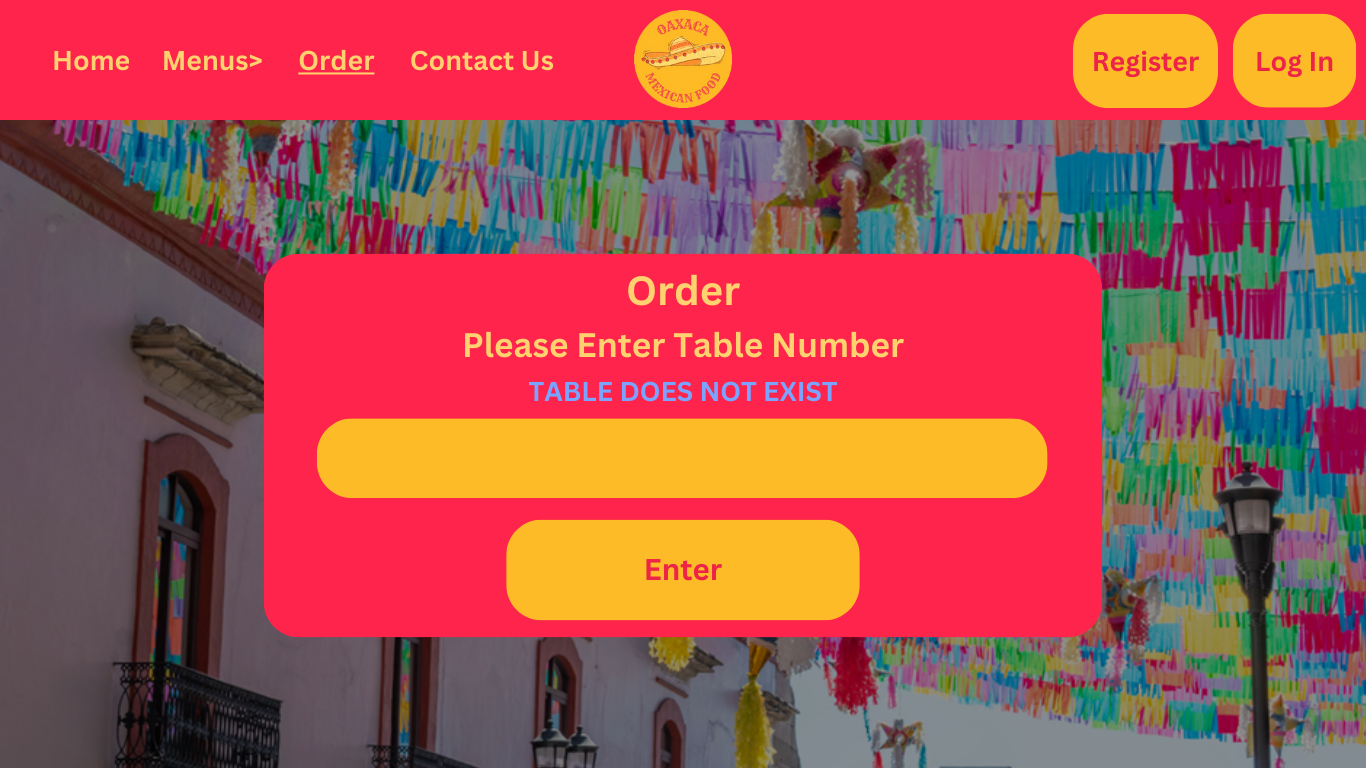 Home Menus> Order Contact Us
OAXACA
MEXICAN FOOD
Register Log In
Order
Please Enter Table Number
TABLE DOES NOT EXIST
Enter